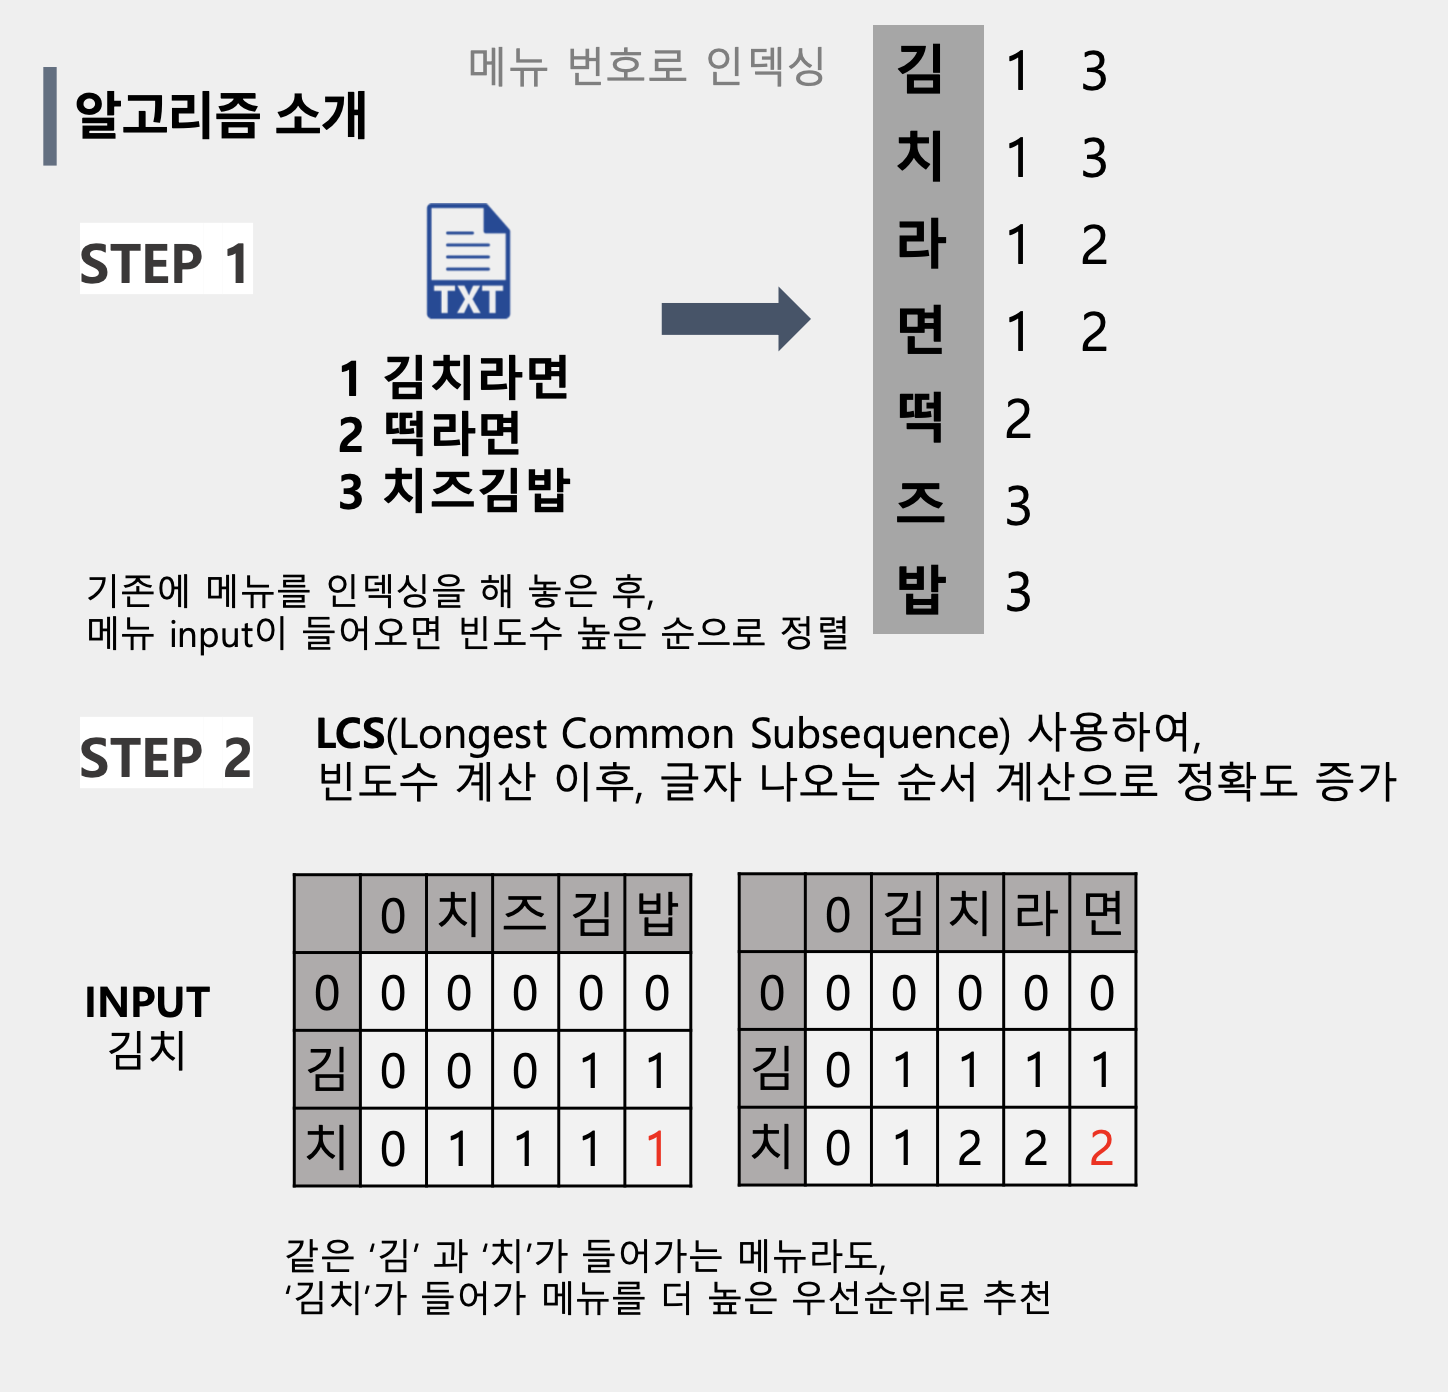 메뉴 번호로 인덱싱
알고리즘 소개
김 1 3
치 1 3
라 1 2
면 1 2
떡 2
즈 3
밥 3
STEP 1
TXT
1 김치라면
2 떡라면
3 치즈김밥
기존에 메뉴를 인덱싱을 해 놓은 후,
메뉴 input이 들어오면 빈도수 높은 순으로 정렬
STEP 2
LCS(Longest Common Subsequence) 사용하여,
빈도수 계산 이후, 글자 나오는 순서 계산으로 정확도 증가
INPUT
김치
0 치 즈 김 밥
0 0 0 0 0 0
김 0 0 0 1 1
치 0 1 1 1 1
0 김 치 라 면
0 0 0 0 0 0
김 0 1 1 1 1
치 0 1 2 2 2
같은 ‘김’ 과 ‘치’가 들어가는 메뉴라도,
‘김치’가 들어가 메뉴를 더 높은 우선순위로 추천